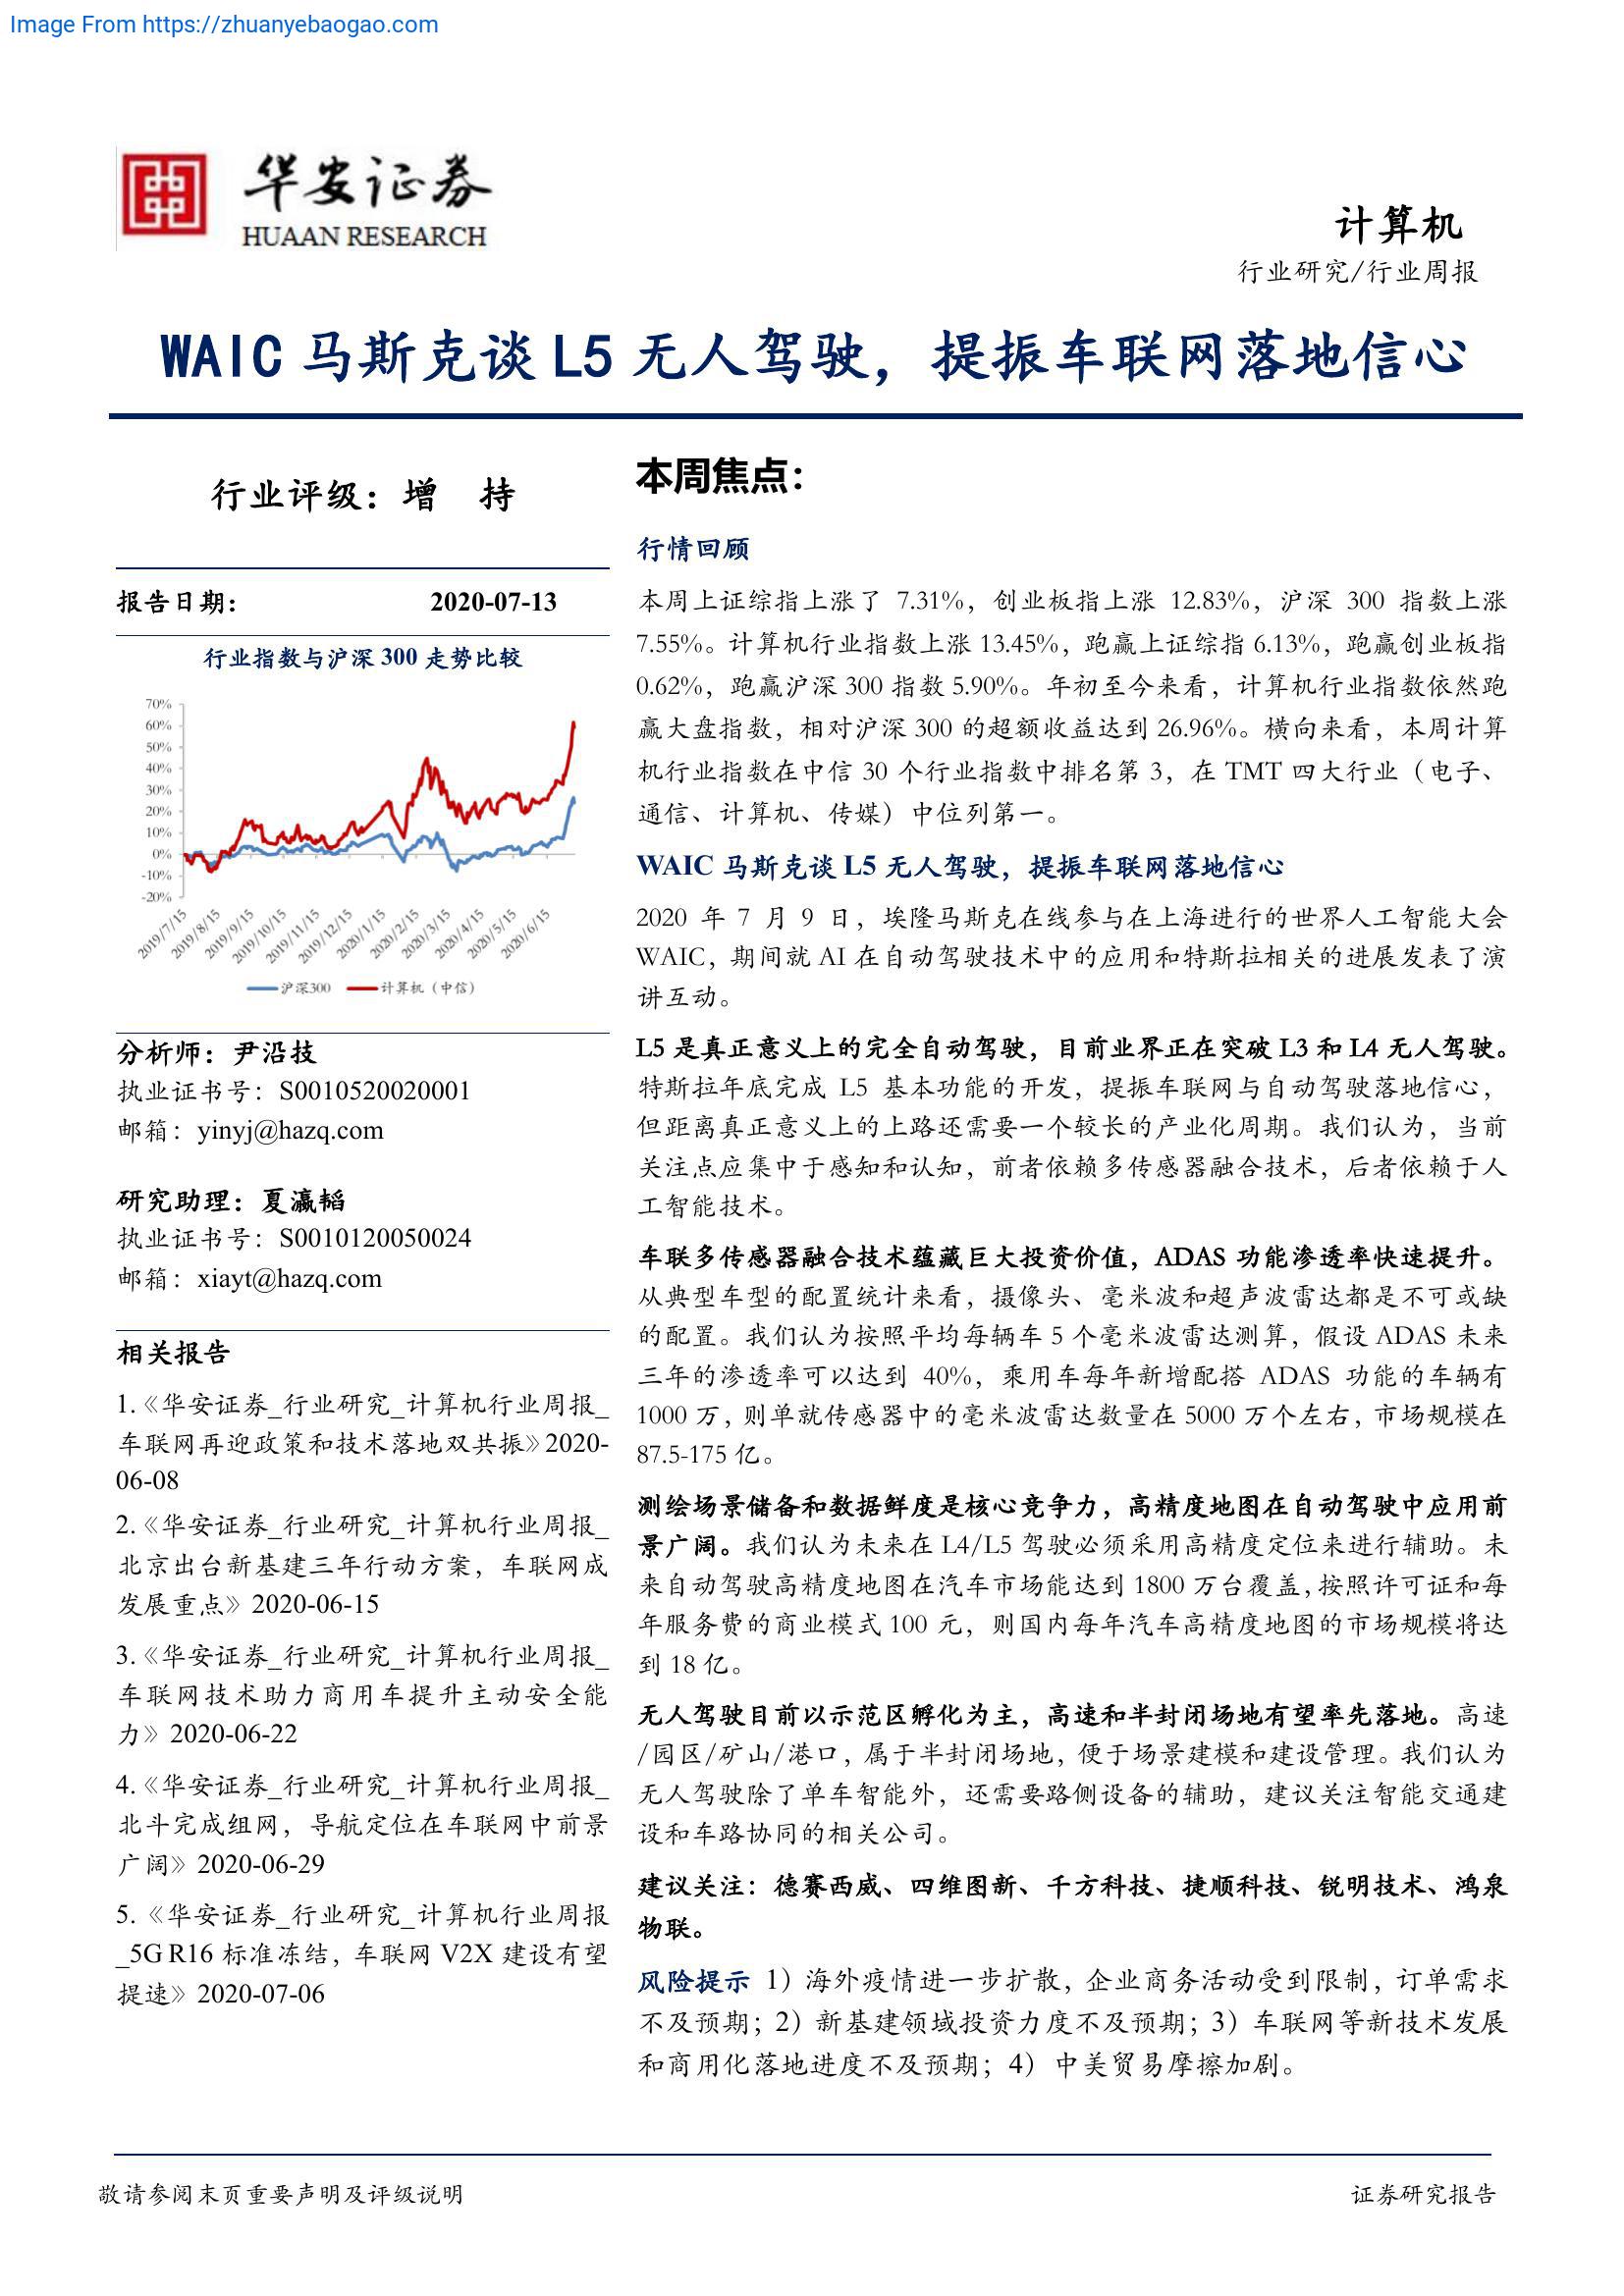 Image From https://zhuanyebaogao.com
华安证券
HUAAN RESEARCH
计算机
行业研究/行业周报
WAIC 马斯克谈 L5 无人驾驶，提振车联网落地信心
行业评级：增 持
报告日期： 2020-07-13
行业指数与沪深 300 走势比较
70%
60%
50%
40%
30%
20%
10%
0%
-10%
-20%
2019/7/15
2019/8/15
2019/9/15
2019/10/15
2019/11/15
2019/12/15
2020/1/15
2020/2/15
2020/3/15
2020/4/15
2020/5/15
2020/6/15
沪深300 计算机（中信）
分析师：尹沿技
执业证书号：S0010520020001
邮箱：yinyj@hazq.com
研究助理：夏瀛韬
执业证书号：S0010120050024
邮箱：xiayt@hazq.com
相关报告
1.《华安证券_行业研究_计算机行业周报_
车联网再迎政策和技术落地双共振》2020-
06-08
2.《华安证券_行业研究_计算机行业周报_
北京出台新基建三年行动方案，车联网成
发展重点》2020-06-15
3.《华安证券_行业研究_计算机行业周报_
车联网技术助力商用车提升主动安全能
力》2020-06-22
4.《华安证券_行业研究_计算机行业周报_
北斗完成组网，导航定位在车联网中前景
广阔》2020-06-29
5.《华安证券_行业研究_计算机行业周报
_5G R16 标准冻结，车联网 V2X 建设有望
提速》2020-07-06
本周焦点：
行情回顾
本周上证综指上涨了 7.31%，创业板指上涨 12.83%，沪深 300 指数上涨
7.55%。计算机行业指数上涨 13.45%，跑赢上证综指 6.13%，跑赢创业板指
0.62%，跑赢沪深 300 指数 5.90%。年初至今来看，计算机行业指数依然跑
赢大盘指数，相对沪深 300 的超额收益达到 26.96%。横向来看，本周计算
机行业指数在中信 30 个行业指数中排名第 3，在 TMT 四大行业（电子、
通信、计算机、传媒）中位列第一。
WAIC 马斯克谈 L5 无人驾驶，提振车联网落地信心
2020 年 7 月 9 日，埃隆马斯克在线参与在上海进行的世界人工智能大会
WAIC，期间就 AI 在自动驾驶技术中的应用和特斯拉相关的进展发表了演
讲互动。
L5 是真正意义上的完全自动驾驶，目前业界正在突破 L3 和 L4 无人驾驶。
特斯拉年底完成 L5 基本功能的开发，提振车联网与自动驾驶落地信心，
但距离真正意义上的上路还需要一个较长的产业化周期。我们认为，当前
关注点应集中于感知和认知，前者依赖多传感器融合技术，后者依赖于人
工智能技术。
车联多传感器融合技术蕴藏巨大投资价值，ADAS 功能渗透率快速提升。
从典型车型的配置统计来看，摄像头、毫米波和超声波雷达都是不可或缺
的配置。我们认为按照平均每辆车 5 个毫米波雷达测算，假设 ADAS 未来
三年的渗透率可以达到 40%，乘用车每年新增配搭 ADAS 功能的车辆有
1000 万，则单就传感器中的毫米波雷达数量在 5000 万个左右，市场规模在
87.5-175 亿。
测绘场景储备和数据鲜度是核心竞争力，高精度地图在自动驾驶中应用前
景广阔。我们认为未来在 L4/L5 驾驶必须采用高精度定位来进行辅助。未
来自动驾驶高精度地图在汽车市场能达到 1800 万台覆盖，按照许可证和每
年服务费的商业模式 100 元，则国内每年汽车高精度地图的市场规模将达
到 18 亿。
无人驾驶目前以示范区孵化为主，高速和半封闭场地有望率先落地。高速
/园区/矿山/港口，属于半封闭场地，便于场景建模和建设管理。我们认为
无人驾驶除了单车智能外，还需要路侧设备的辅助，建议关注智能交通建
设和车路协同的相关公司。
建议关注：德赛西威、四维图新、千方科技、捷顺科技、锐明技术、鸿泉
物联。
风险提示 1）海外疫情进一步扩散，企业商务活动受到限制，订单需求
不及预期；2）新基建领域投资力度不及预期；3）车联网等新技术发展
和商用化落地进度不及预期；4）中美贸易摩擦加剧。
敬请参阅末页重要声明及评级说明
证券研究报告